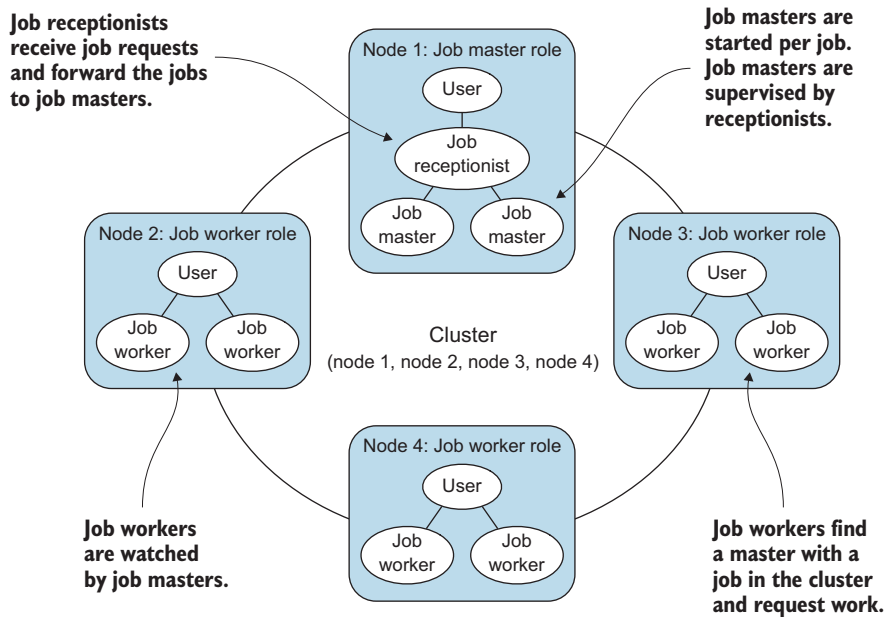 Job receptionists
receive job requests
and forward the jobs
to job masters.
Job masters are
started per job.
Job masters are
supervised by
receptionists.
Node 1: Job master role
User
Job
receptionist
Job
master
Job
master
Node 2: Job worker role
User
Job
worker
Job
worker
Cluster
(node 1, node 2, node 3, node 4)
Node 3: Job worker role
User
Job
worker
Job
worker
Node 4: Job worker role
User
Job
worker
Job
worker
Job workers
are watched
by job masters.
Job workers find
a master with a
job in the cluster
and request work.